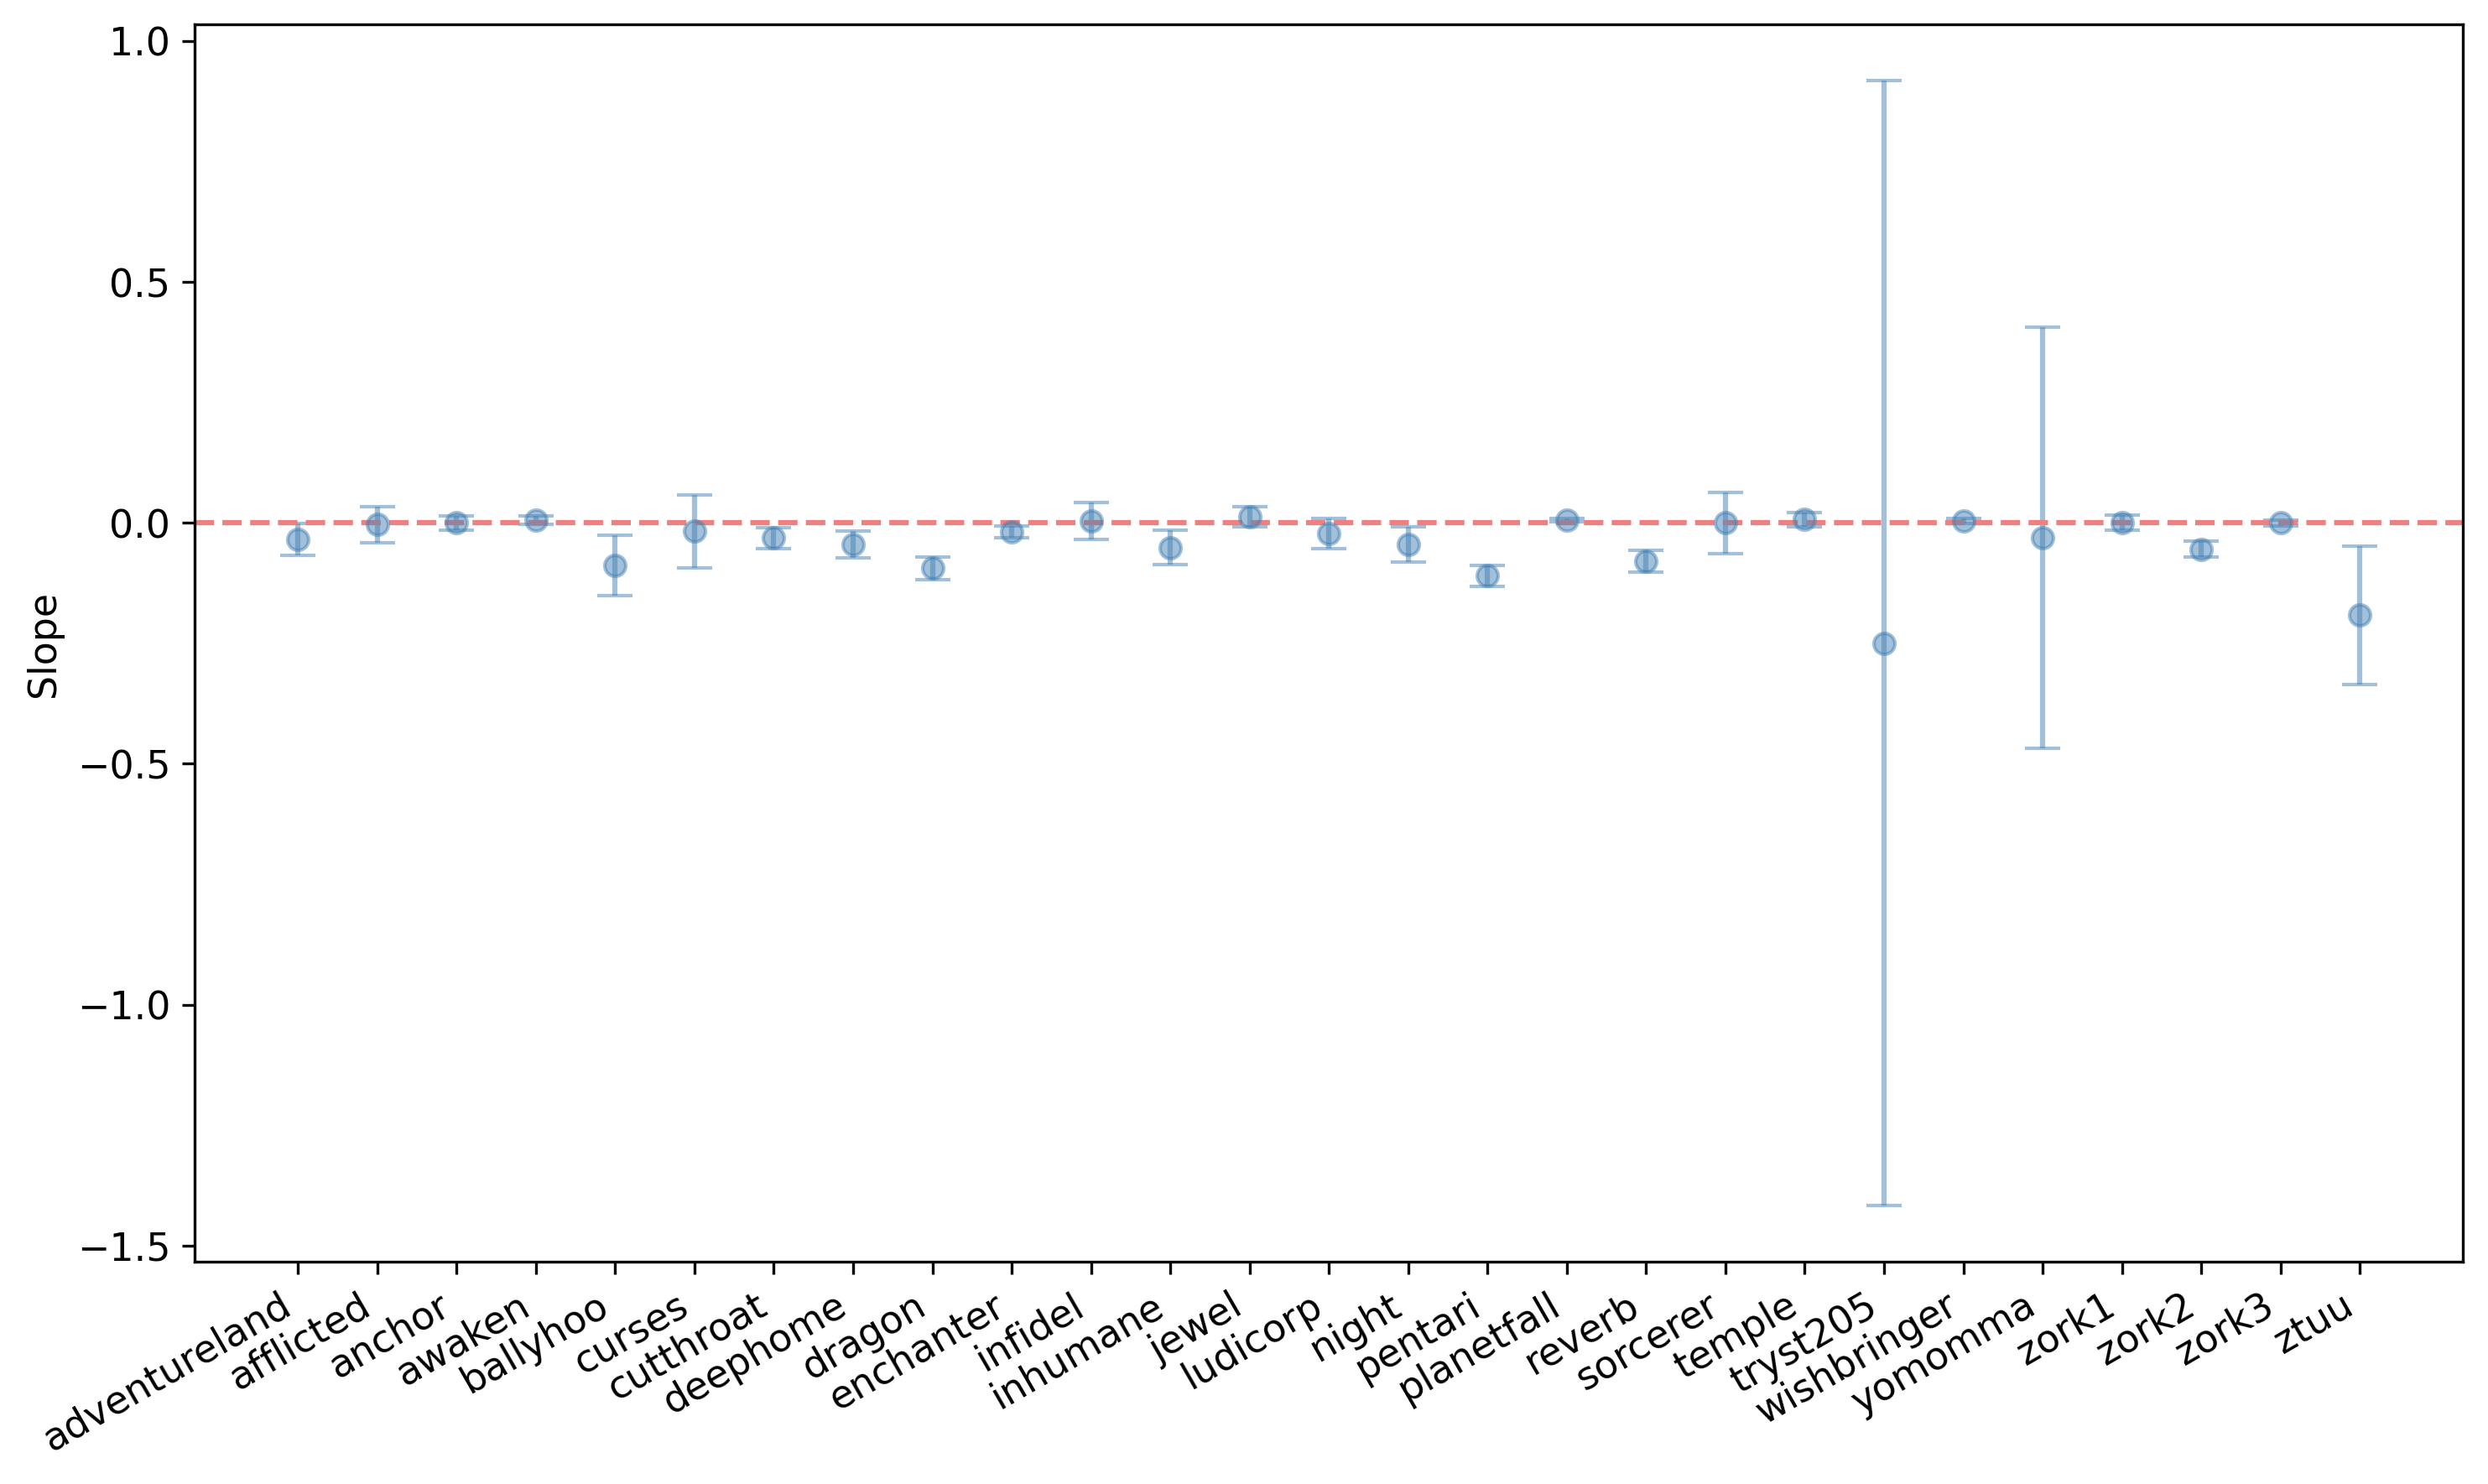 1.0
0.5
0.0
−0.5
−1.0
−1.5
Slope
adventureland
afflicted
anchor
awaken
ballyhoo
curses
cutthroat
deephome
dragon
enchanter
infidel
inhumane
jewel
ludicorp
night
pentari
planetfall
reverb
sorcerer
temple
tryst205
wishbringer
yomomma
zork1
zork2
zork3
ztuu